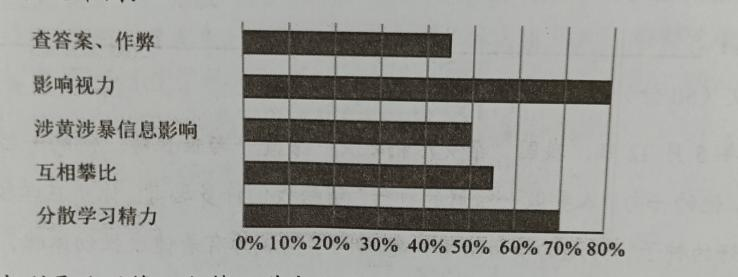 查答案、作弊
影响视力
涉黄涉暴信息影响
互相攀比
分散学习精力
0% 10% 20% 30% 40% 50% 60% 70% 80%